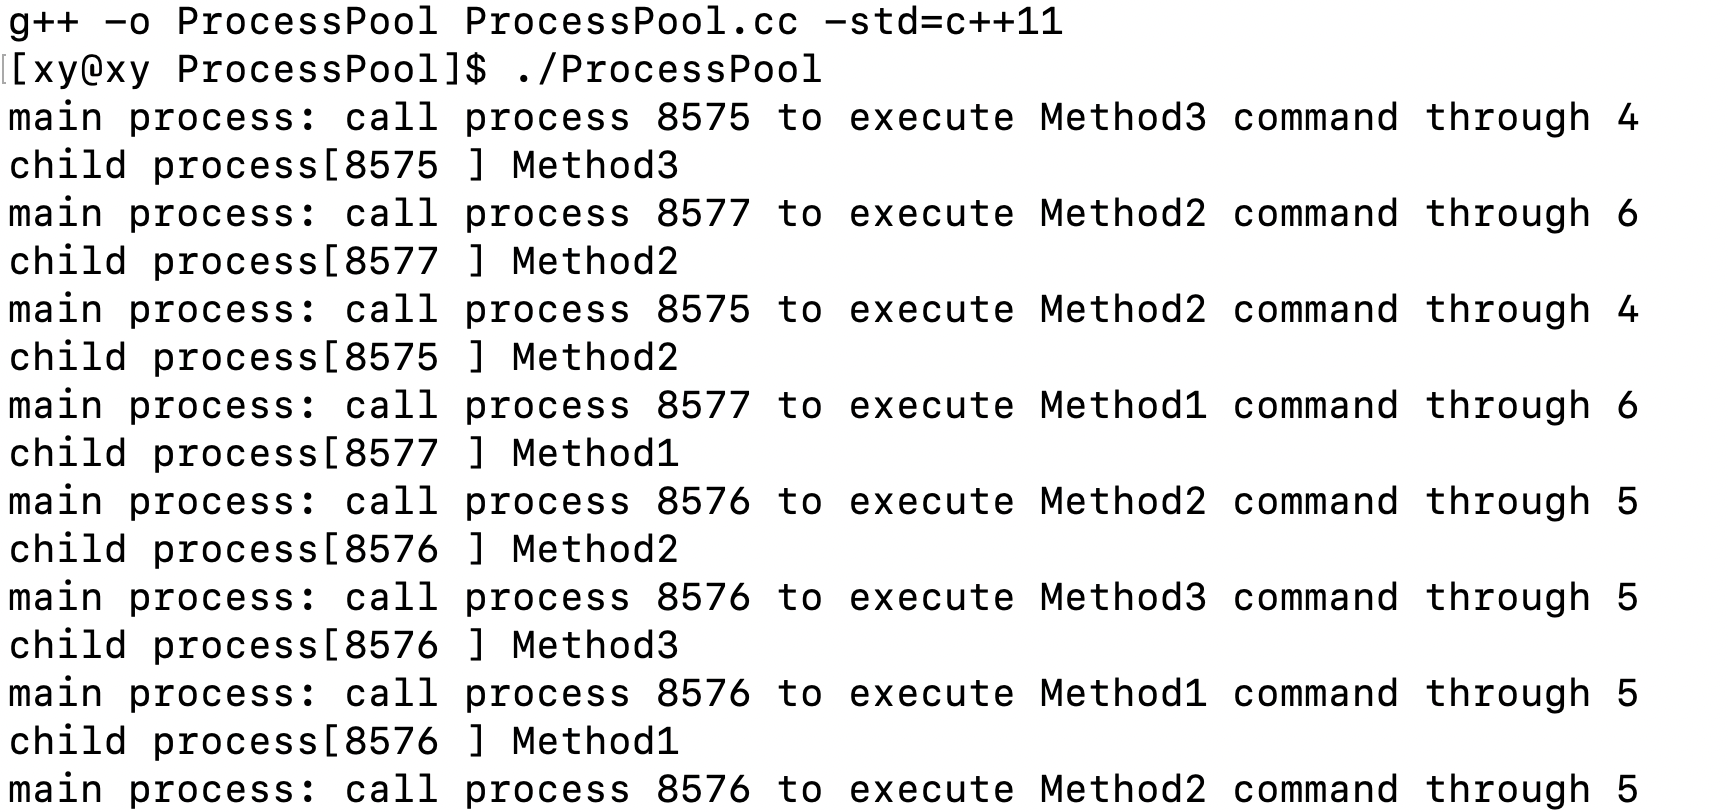 g++ -o ProcessPool ProcessPool.cc -std=c++11
[xy@xy ProcessPool]$ ./ProcessPool
main process: call process 8575 to execute Method3 command through 4
child process[8575 ] Method3
main process: call process 8577 to execute Method2 command through 6
child process[8577 ] Method2
main process: call process 8575 to execute Method2 command through 4
child process[8575 ] Method2
main process: call process 8577 to execute Method1 command through 6
child process[8577 ] Method1
main process: call process 8576 to execute Method2 command through 5
child process[8576 ] Method2
main process: call process 8576 to execute Method3 command through 5
child process[8576 ] Method3
main process: call process 8576 to execute Method1 command through 5
child process[8576 ] Method1
main process: call process 8576 to execute Method2 command through 5